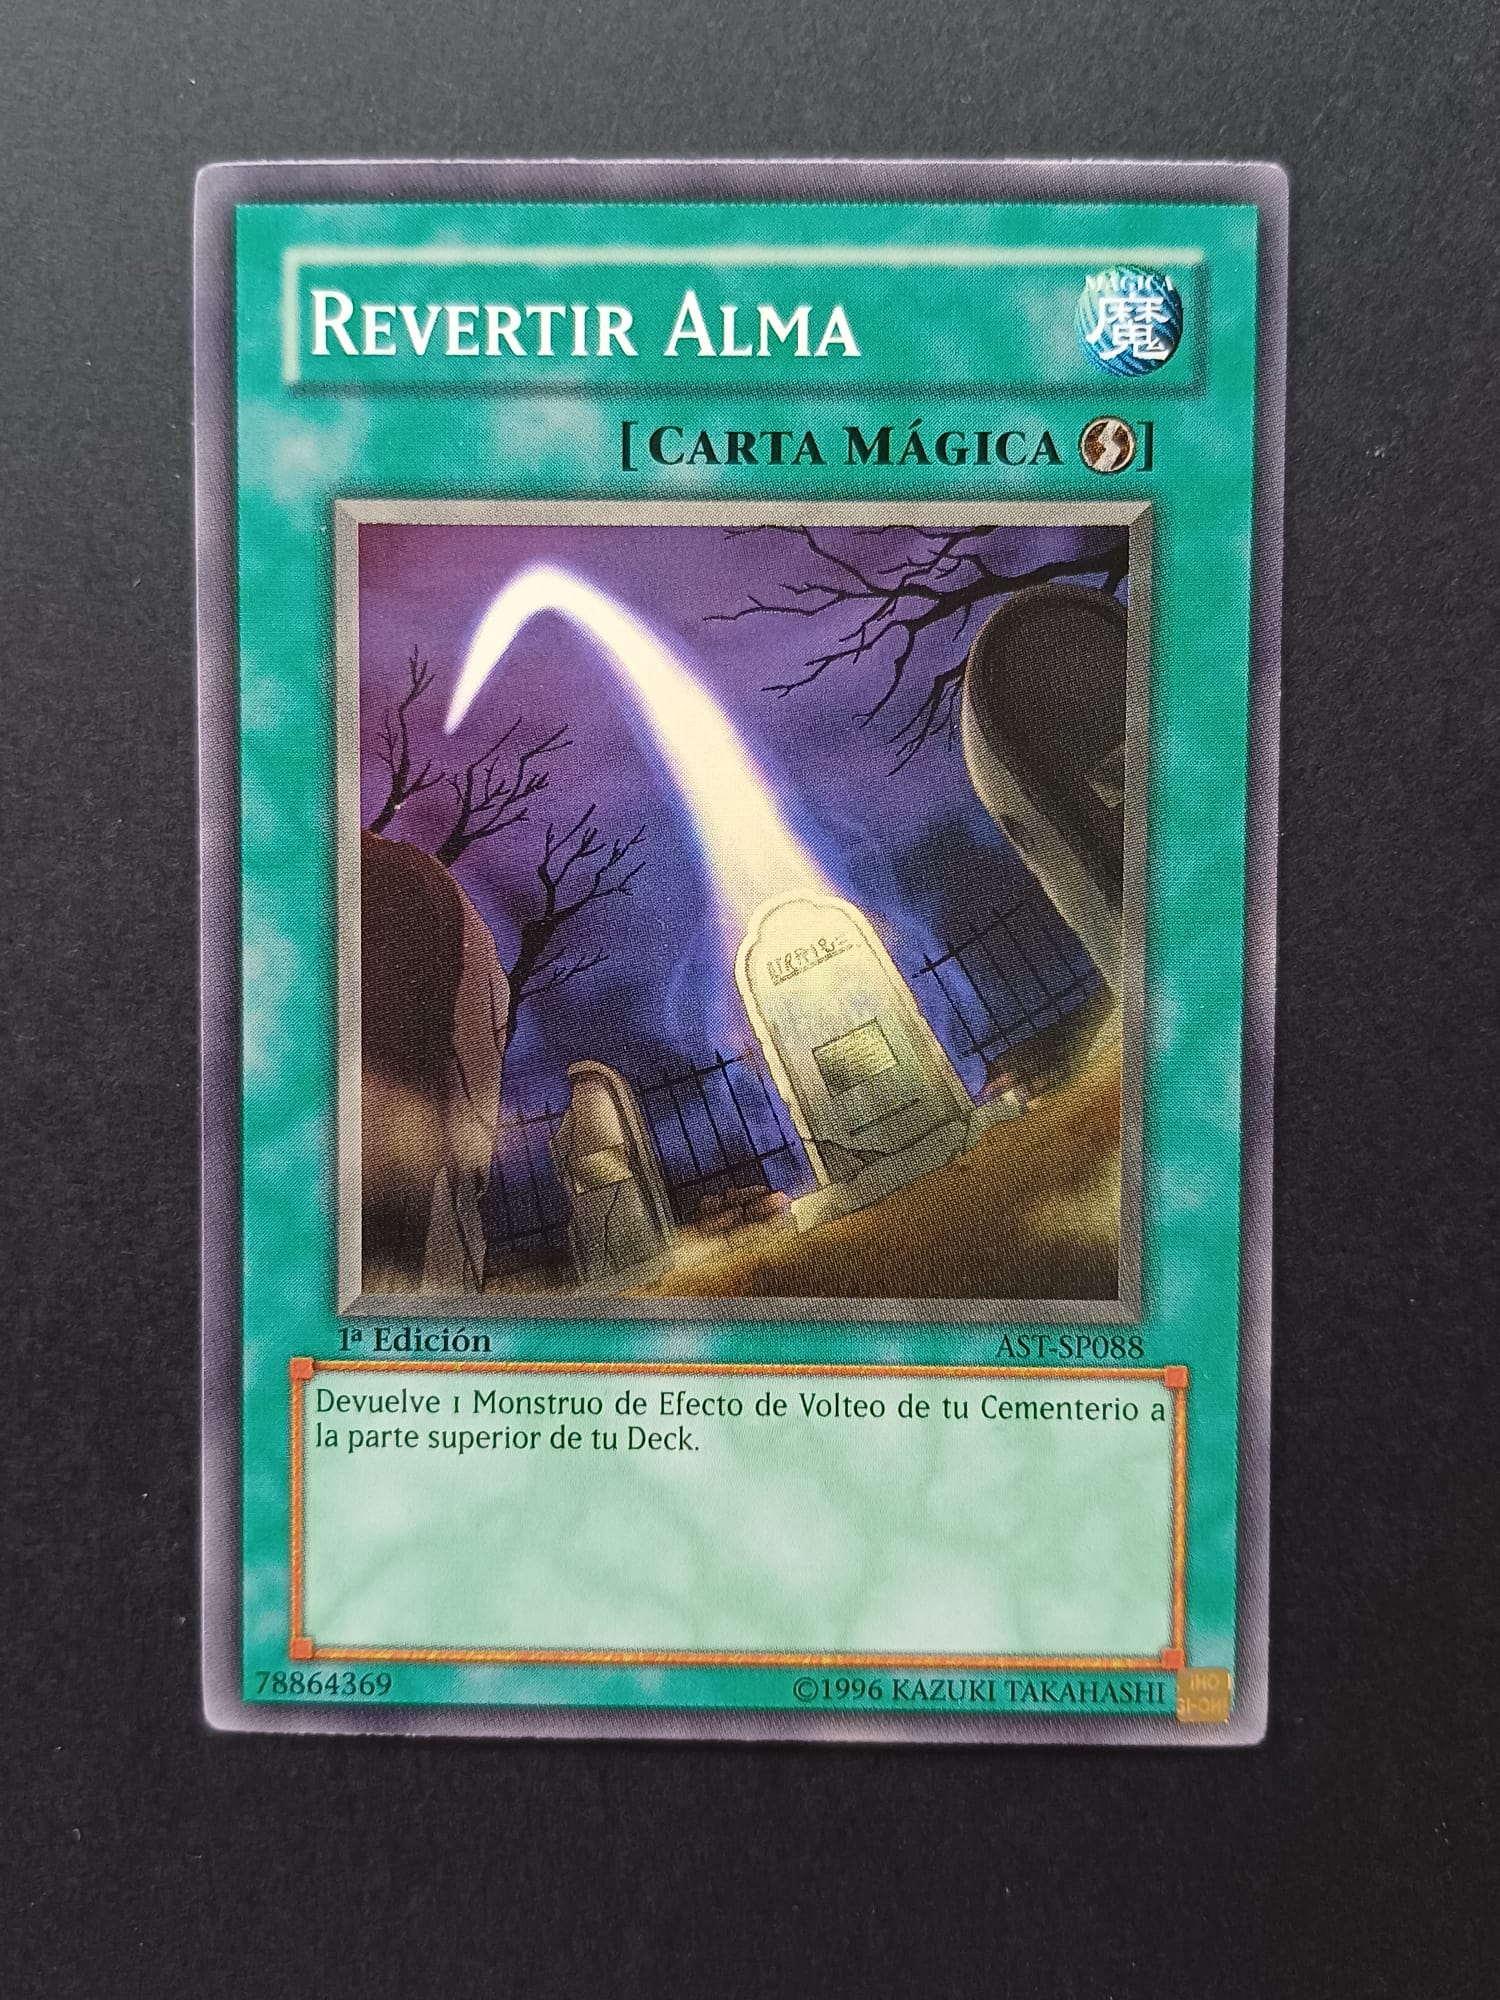 REVERTIR ALMA
MÁGICA
魔
[CARTA MÁGICA]
1ª Edición
AST-SP088
Devuelve 1 Monstruo de Efecto de Volteo de tu Cementerio a
la parte superior de tu Deck.
78864369
©1996 KAZUKI TAKAHASHI